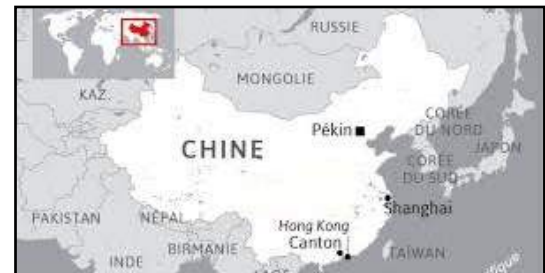 RUSSIE
MONGOLIE
KAZ.
CORÉE
DU NORD
Pékin
JAPON
CHINE
CORÉE
DU SUD
Shanghai
PAKISTAN
NÉPAL
Hong Kong
Canton
INDE
BIRMANIE
TAÏWAN
LAOS